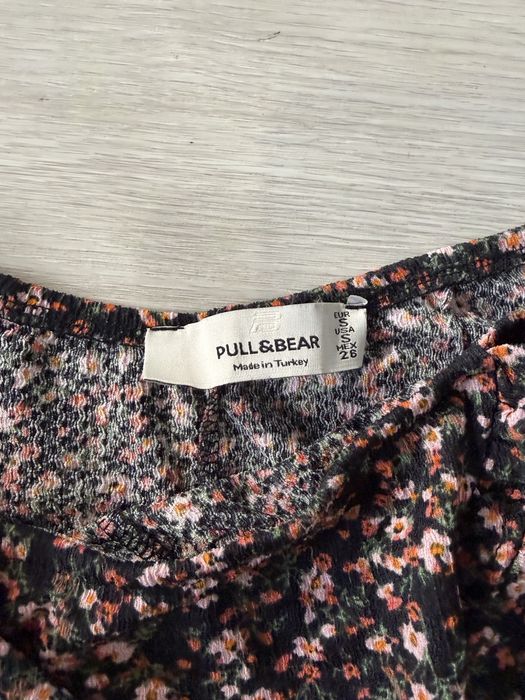 PULL&BEAR
Made in Turkey
EUR
S
USA
S
MEX
26